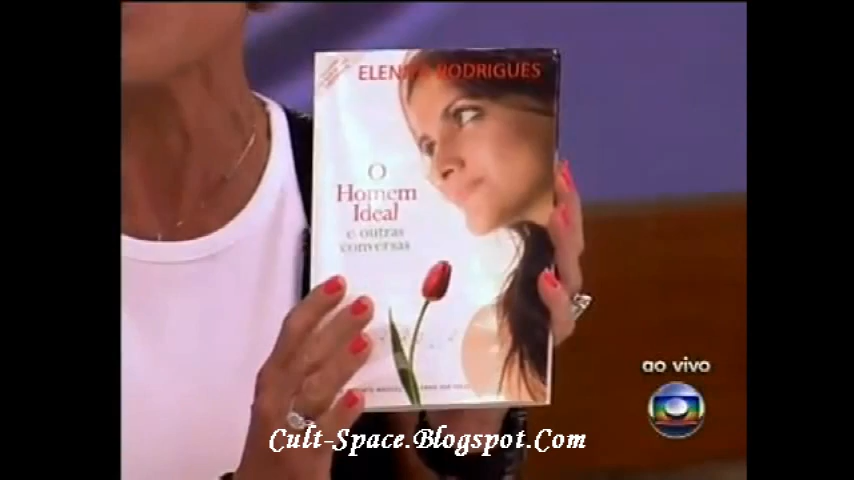 ELENITA RODRIGUES
O
Homem
Ideal
e outras
conversas
ao vivo
Cult-Space.Blogspot.Com